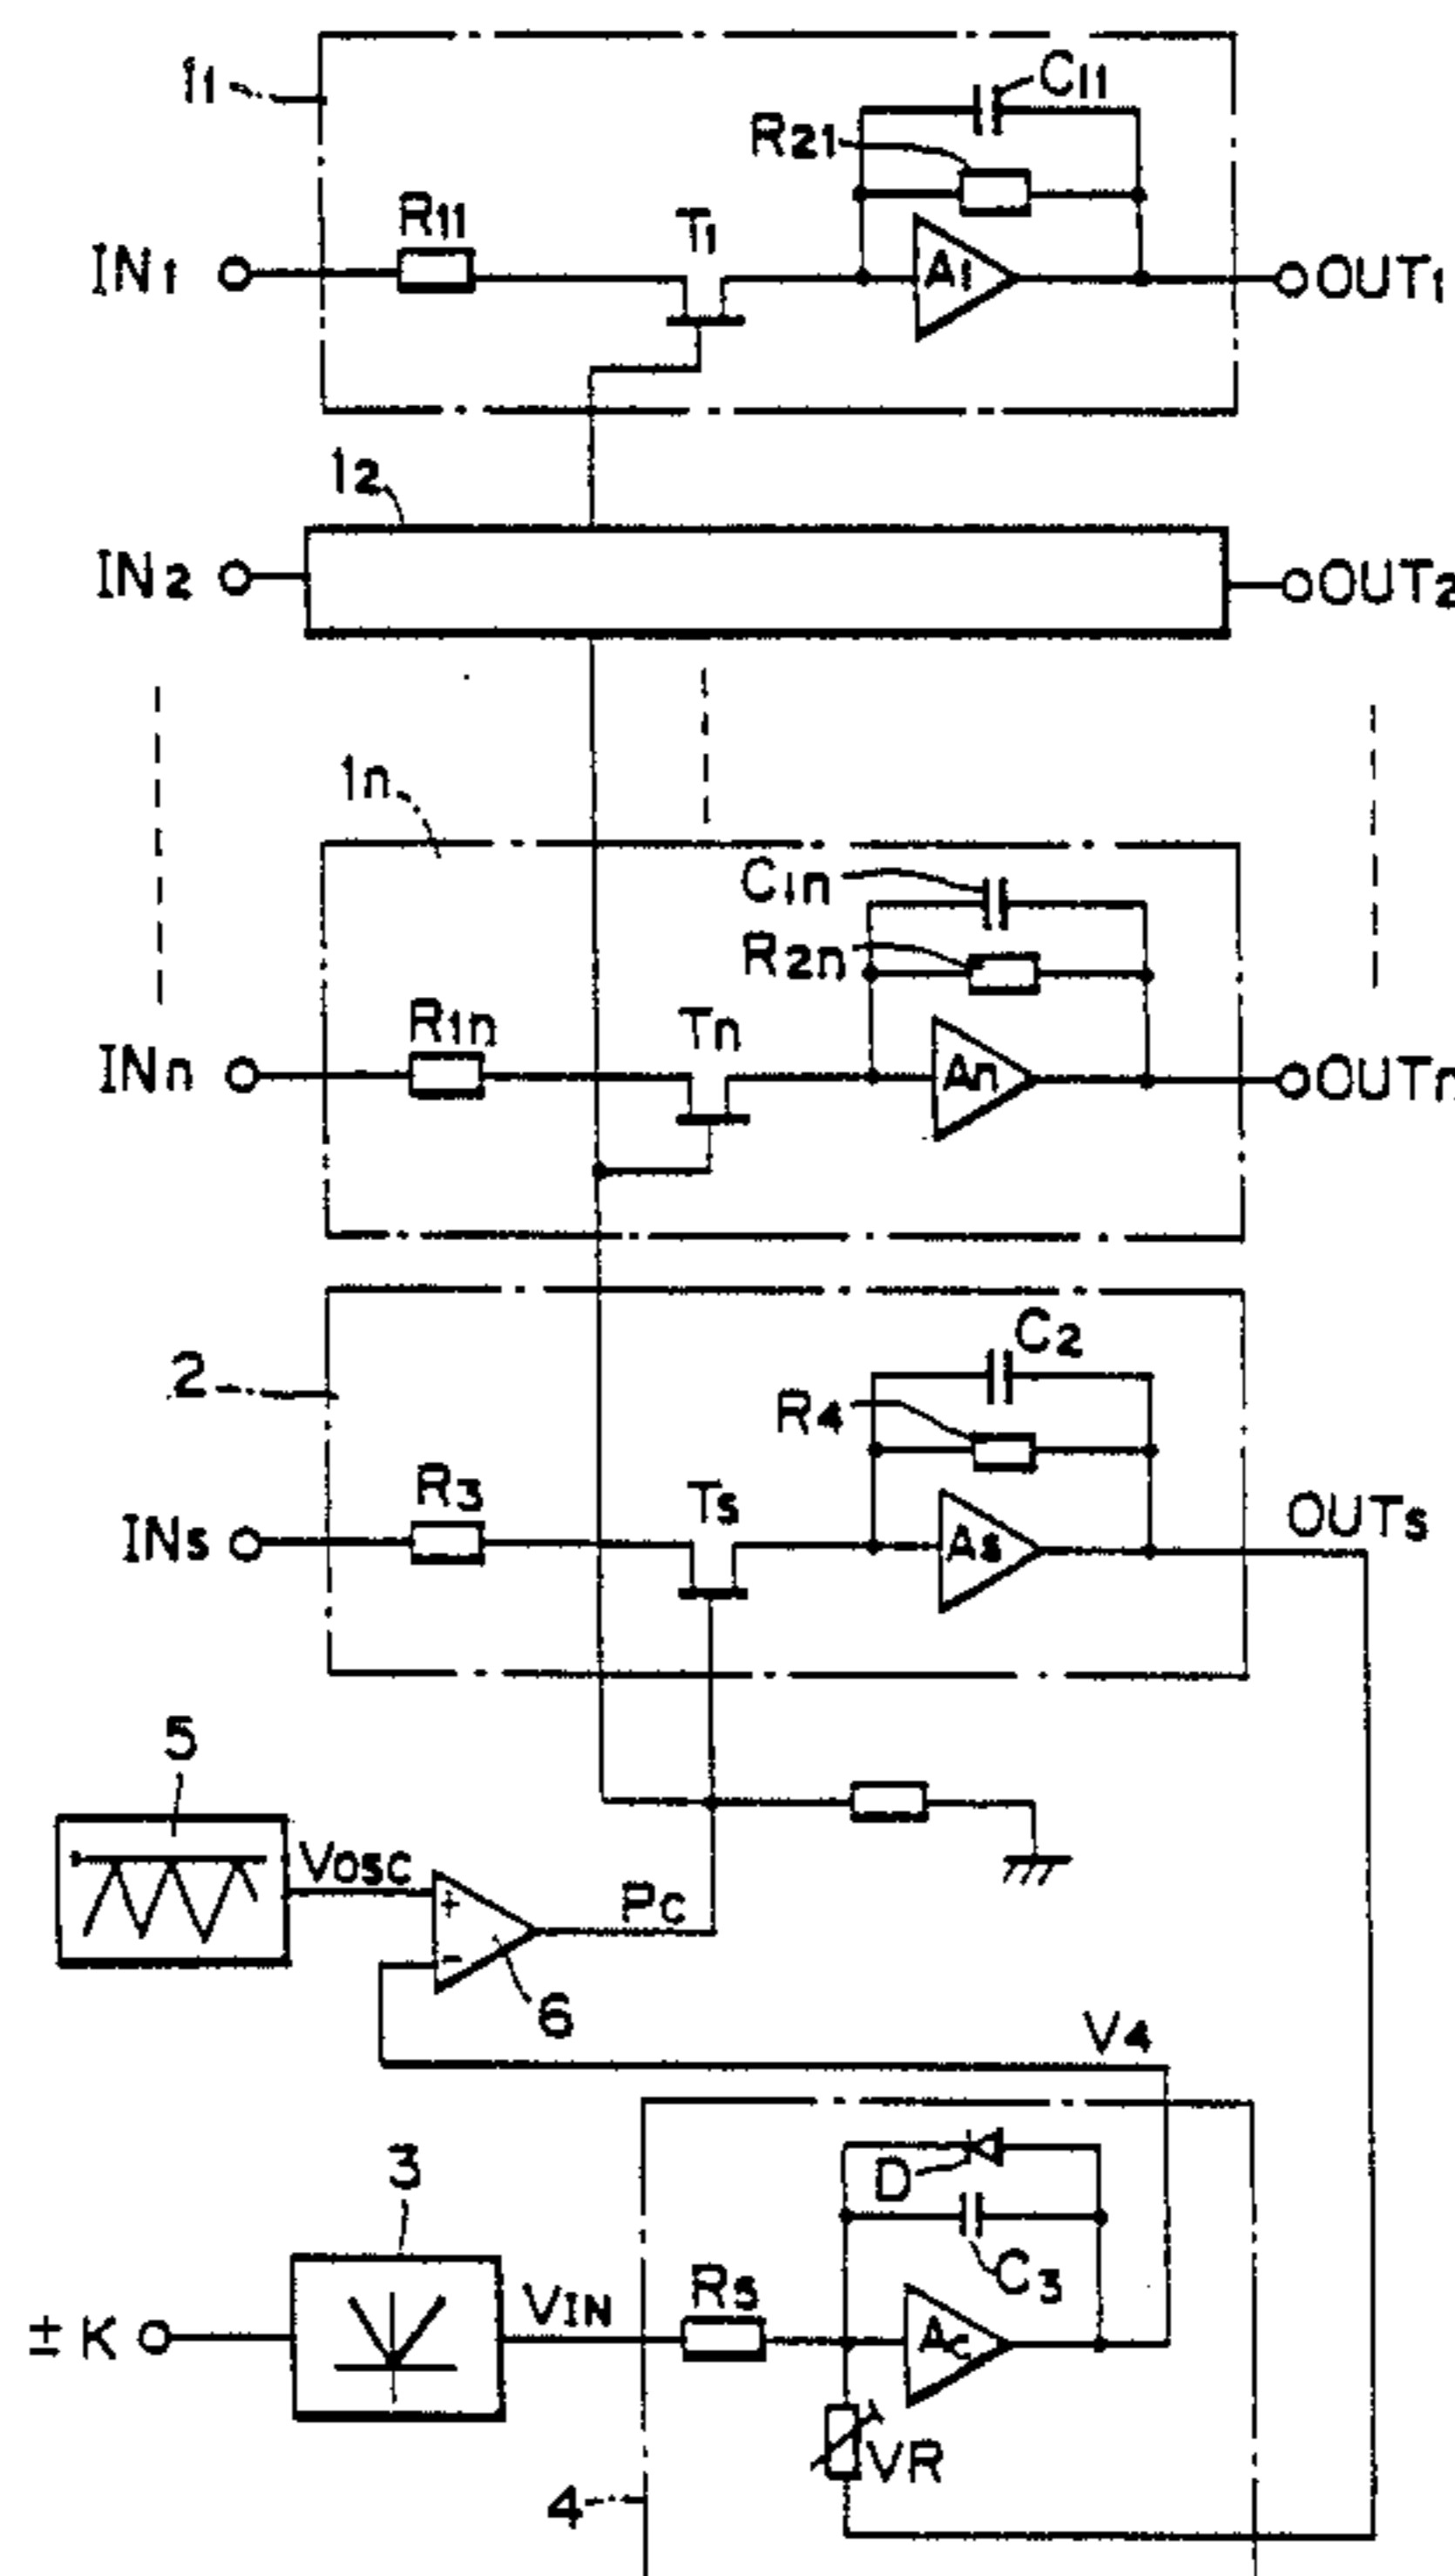 11
C11
R21
R11
T1
IN1
A1
OUT1
12
IN2
OUT2
1n
C1n
R2n
R1n
Tn
INn
An
OUTn
C2
2
R4
R3
Ts
INs
As
OUTs
5
Vosc
+
-
Pc
6
V4
3
D
C3
R5
VIN
± K
Ac
VR
4